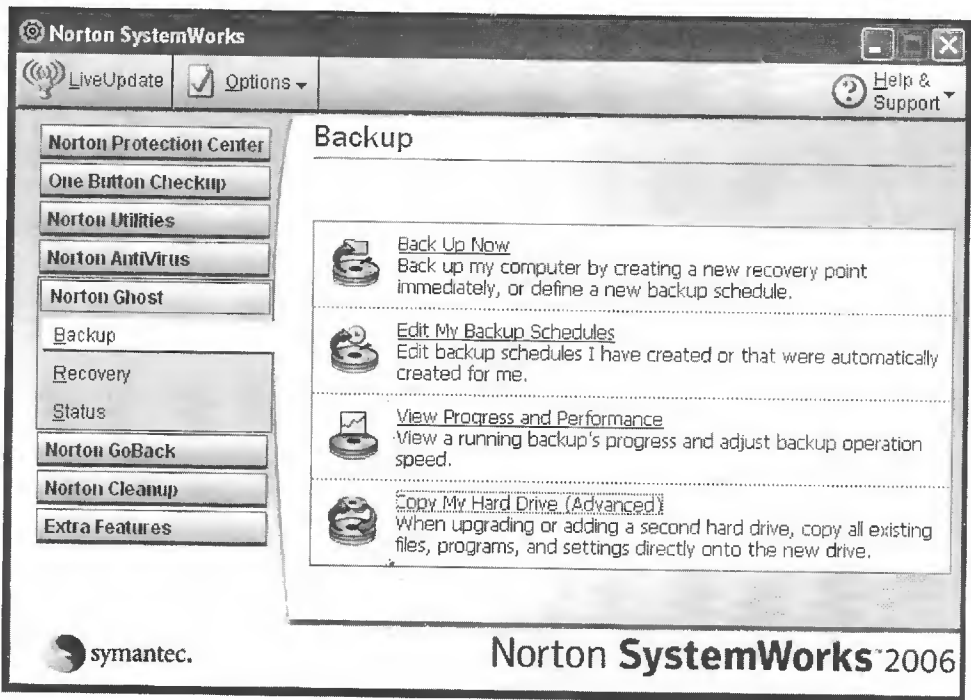 Norton SystemWorks
LiveUpdate
Options
Help &
Support
Norton Protection Center
One Button Checkup
Norton Utilities
Norton AntiVirus
Norton Ghost
Backup
Recovery
Status
Norton GoBack
Norton Cleanup
Extra Features
Backup
Back Up Now
Back up my computer by creating a new recovery point
immediately, or define a new backup schedule.
Edit My Backup Schedules
Edit backup schedules I have created or that were automatically
created for me.
View Progress and Performance
View a running backup's progress and adjust backup operation
speed.
Copy My Hard Drive (Advanced)
When upgrading or adding a second hard drive, copy all existing
files, programs, and settings directly onto the new drive.
symantec.
Norton SystemWorks™2006